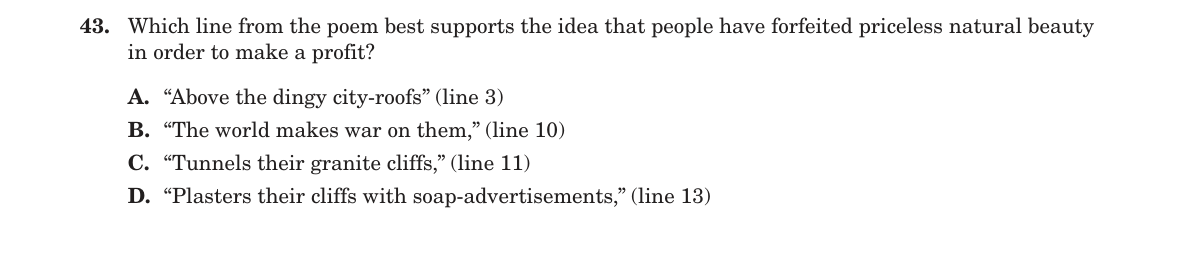 43. Which line from the poem best supports the idea that people have forfeited priceless natural beauty
in order to make a profit?
A. “Above the dingy city-roofs” (line 3)
B. “The world makes war on them,” (line 10)
C. “Tunnels their granite cliffs,” (line 11)
D. “Plasters their cliffs with soap-advertisements,” (line 13)